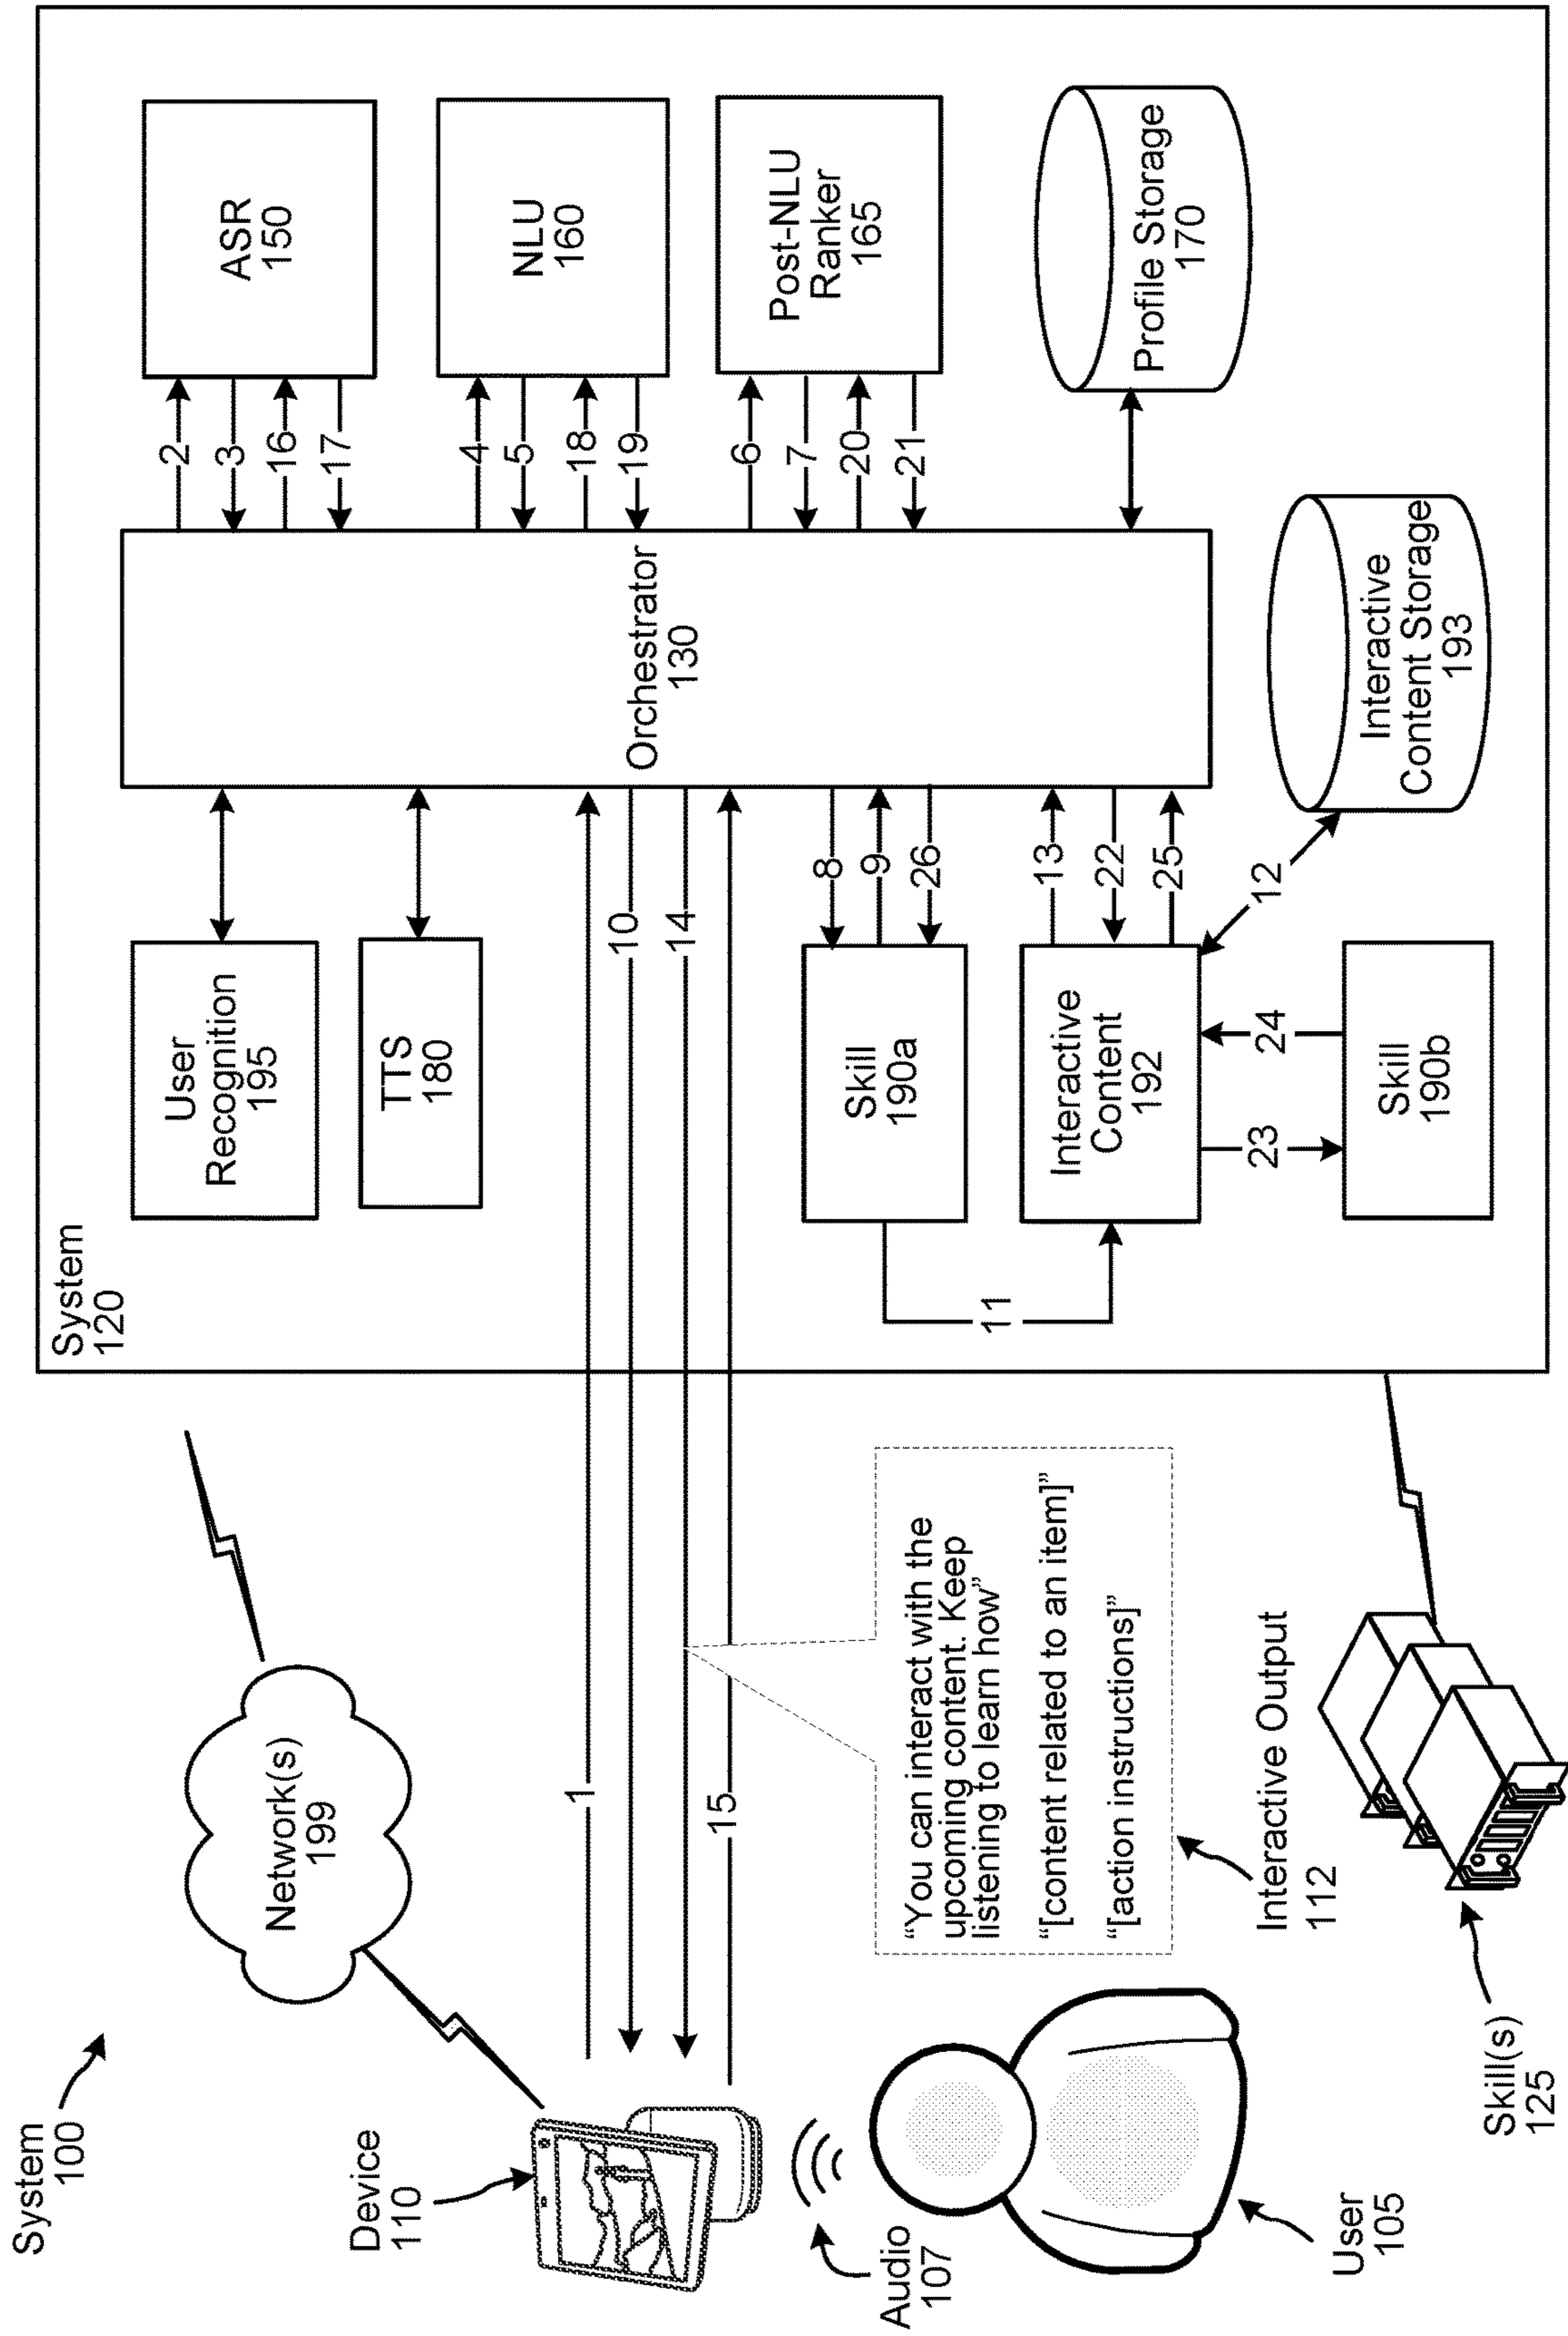 System
100
System
120
Network(s)
199
Device
110
Audio
107
User
105
1
10
14
15
“You can interact with the
upcoming content. Keep
listening to learn how”
“[content related to an item]”
“[action instructions]”
Interactive Output
112
Skill(s)
125
User
Recognition
195
TTS
180
Skill
190a
Interactive
Content
192
Skill
190b
11
8
9
26
13
22
25
12
23
24
Orchestrator
130
Interactive
Content Storage
193
2
3
16
17
4
5
18
19
6
7
20
21
ASR
150
NLU
160
Post-NLU
Ranker
165
Profile Storage
170